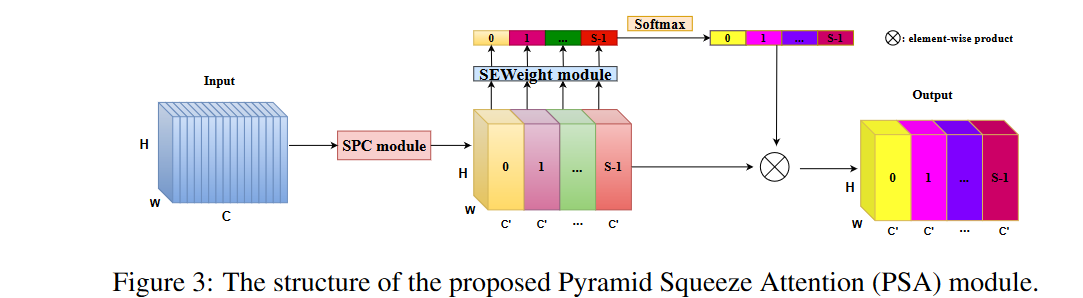 Softmax
0 1 ... S-1
0 1 ... S-1
: element-wise product
SEWeight module
Input
Output
H
W
C
SPC module
0 1 ... S-1
H
W
C' C' ... C'
0 1 ... S-1
H
W
C' C' ... C'
Figure 3: The structure of the proposed Pyramid Squeeze Attention (PSA) module.